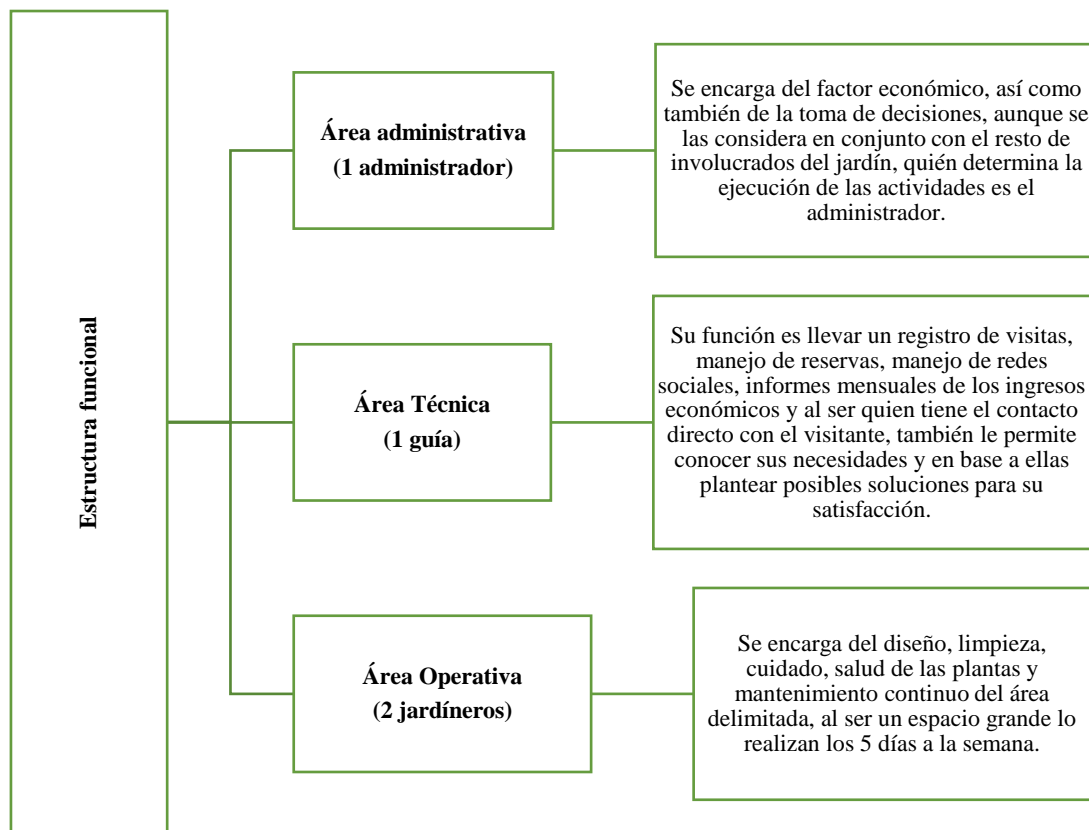 Estructura funcional
Área administrativa
(1 administrador)
Se encarga del factor económico, así como
también de la toma de decisiones, aunque se
las considera en conjunto con el resto de
involucrados del jardín, quién determina la
ejecución de las actividades es el
administrador.
Área Técnica
(1 guía)
Su función es llevar un registro de visitas,
manejo de reservas, manejo de redes
sociales, informes mensuales de los ingresos
económicos y al ser quien tiene el contacto
directo con el visitante, también le permite
conocer sus necesidades y en base a ellas
plantear posibles soluciones para su
satisfacción.
Área Operativa
(2 jardíneros)
Se encarga del diseño, limpieza,
cuidado, salud de las plantas y
mantenimiento continuo del área
delimitada, al ser un espacio grande lo
realizan los 5 días a la semana.